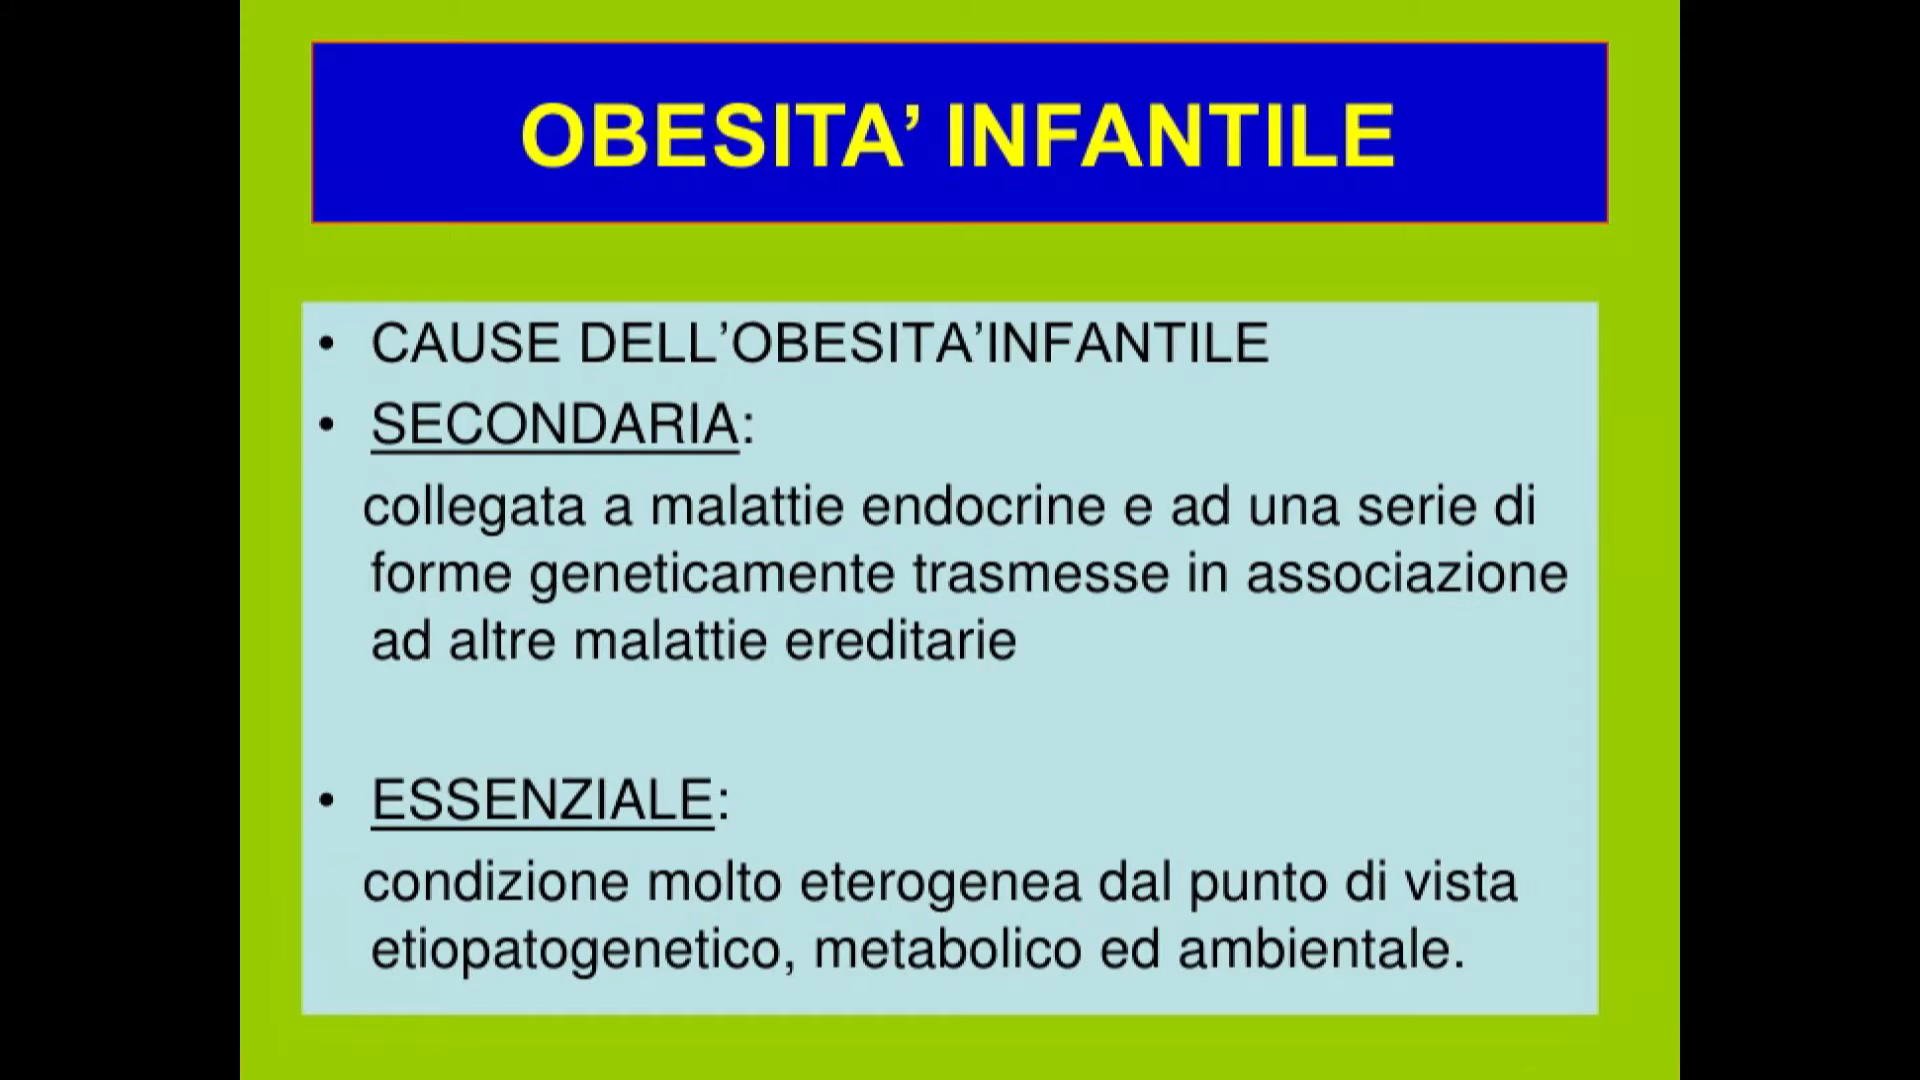 OBESITA’ INFANTILE
• CAUSE DELL’OBESITA’INFANTILE
• SECONDARIA:
collegata a malattie endocrine e ad una serie di
forme geneticamente trasmesse in associazione
ad altre malattie ereditarie
• ESSENZIALE:
condizione molto eterogenea dal punto di vista
etiopatogenetico, metabolico ed ambientale.